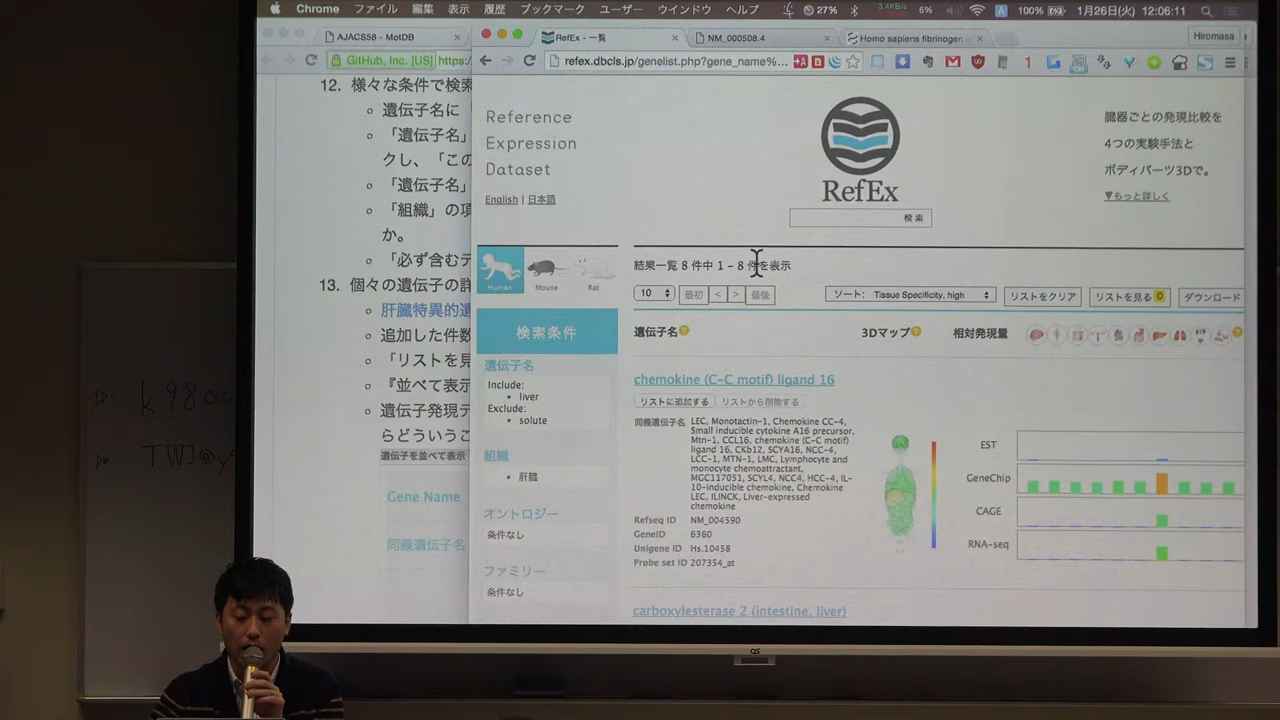 Chrome ファイル 編集 表示 履歴 ブックマーク ユーザー ウインドウ ヘルプ 27% 3.4KB/s 6% A 100% 1月26日(火) 12:06:11
AJACS58 - MotDB × RefEx - 一覧 × NM_000508.4 × Homo sapiens fibrinogen × Hiromasa
GitHub, Inc. [US] https: refex.dbcls.jp/genelist.php?gene_name%...
12. 様々な条件で検索
遺伝子名に「
「遺伝子名」
クし、「この
「遺伝子名」
「組織」の項
か。
「必ず含むテ
13. 個々の遺伝子の詳
肝臓特異的遺
追加した件数
「リストを見
『並べて表示
遺伝子発現デ
らどういうこ
遺伝子を並べて表示
Gene Name
同義遺伝子名
Reference
Expression
Dataset
English | 日本語
RefEx
検索
臓器ごとの発現比較を
4つの実験手法と
ボディパーツ3Dで。
▼もっと詳しく
Human Mouse Rat
検索条件
遺伝子名
Include:
liver
Exclude:
solute
組織
肝臓
オントロジー
条件なし
ファミリー
条件なし
結果一覧 8 件中 1 - 8 件を表示
10 最初 < > 最後 ソート: Tissue Specificity, high リストをクリア リストを見る 0 ダウンロード
遺伝子名 ? 3Dマップ ? 相対発現量 ?
chemokine (C-C motif) ligand 16
リストに追加する リストから削除する
同義遺伝子名 LEC, Monotactin-1, Chemokine CC-4,
Small inducible cytokine A16 precursor,
Mtn-1, CCL16, chemokine (C-C motif)
ligand 16, CKb12, SCYA16, NCC-4,
LCC-1, MTN-1, LMC, Lymphocyte and
monocyte chemoattractant,
MGC117051, SCYL4, NCC4, HCC-4, IL-
10-inducible chemokine, Chemokine
LEC, ILINCK, Liver-expressed
chemokine
Refseq ID NM_004590
GeneID 6360
Unigene ID Hs.10458
Probe set ID 207354_at
EST
GeneChip
CAGE
RNA-seq
carboxylesterase 2 (intestine, liver)
ID: k9800
pw: TWJ@y